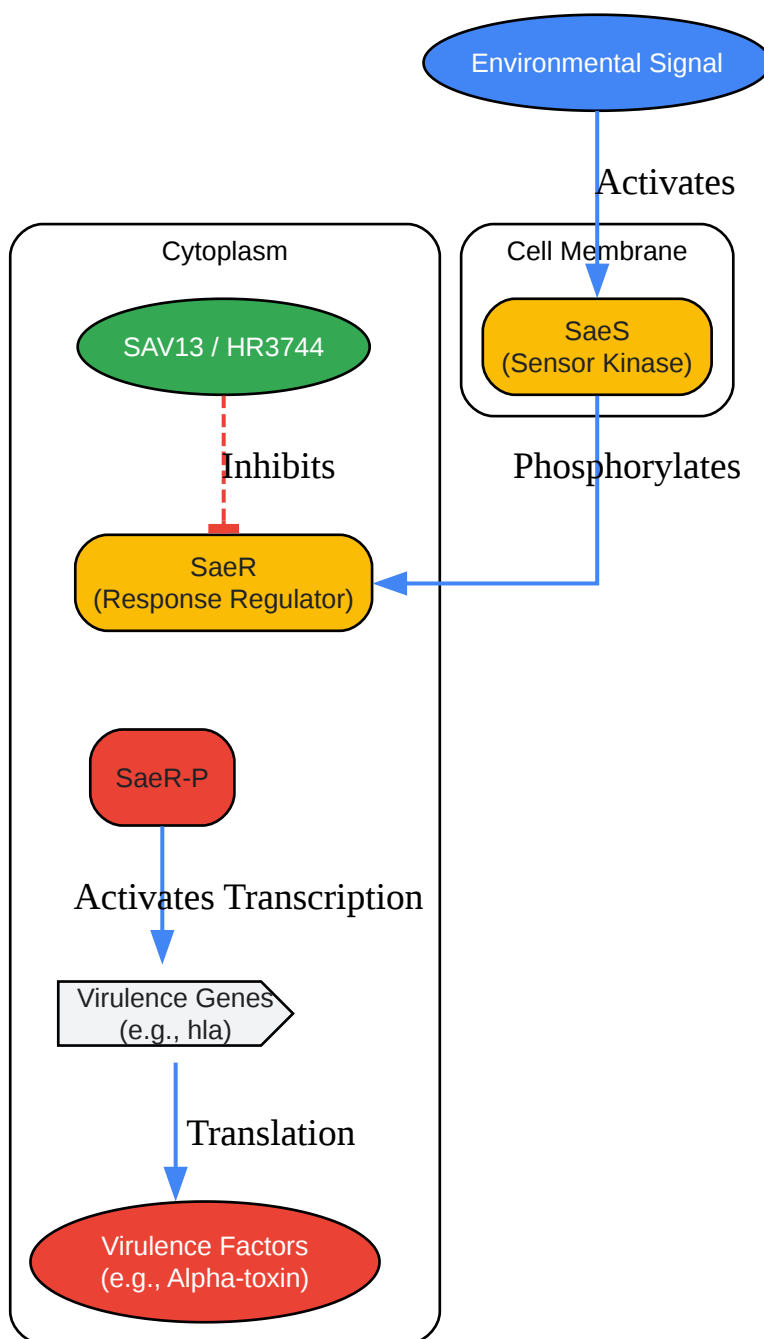 Environmental Signal
Activates
Cytoplasm
Cell Membrane
SAV13 / HR3744
SaeS
(Sensor Kinase)
Inhibits
Phosphorylates
SaeR
(Response Regulator)
SaeR-P
Activates Transcription
Virulence Genes
(e.g., hla)
Translation
Virulence Factors
(e.g., Alpha-toxin)